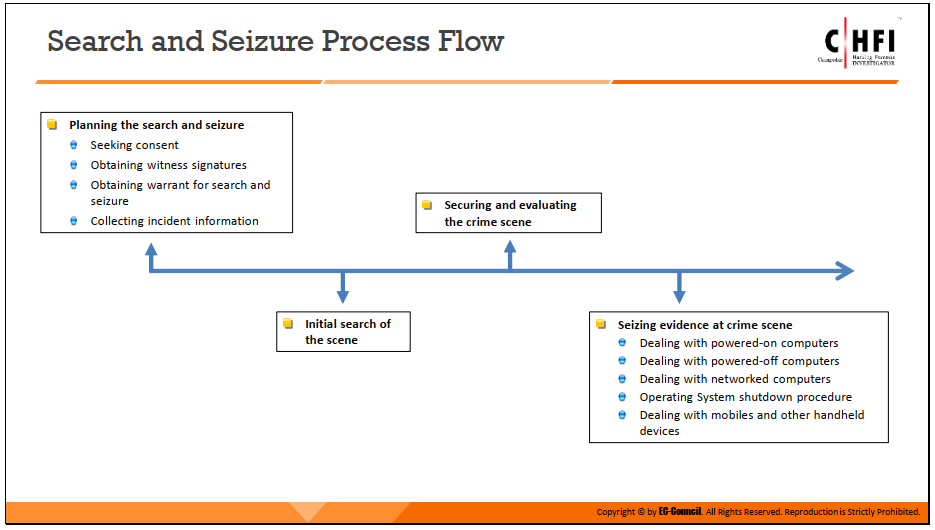 Search and Seizure Process Flow
CHFI
Computer Hacking Forensic
INVESTIGATOR
Planning the search and seizure
Seeking consent
Obtaining witness signatures
Obtaining warrant for search and
seizure
Collecting incident information
Securing and evaluating
the crime scene
Initial search of
the scene
Seizing evidence at crime scene
Dealing with powered-on computers
Dealing with powered-off computers
Dealing with networked computers
Operating System shutdown procedure
Dealing with mobiles and other handheld
devices
Copyright © by EC-Council. All Rights Reserved. Reproduction is Strictly Prohibited.